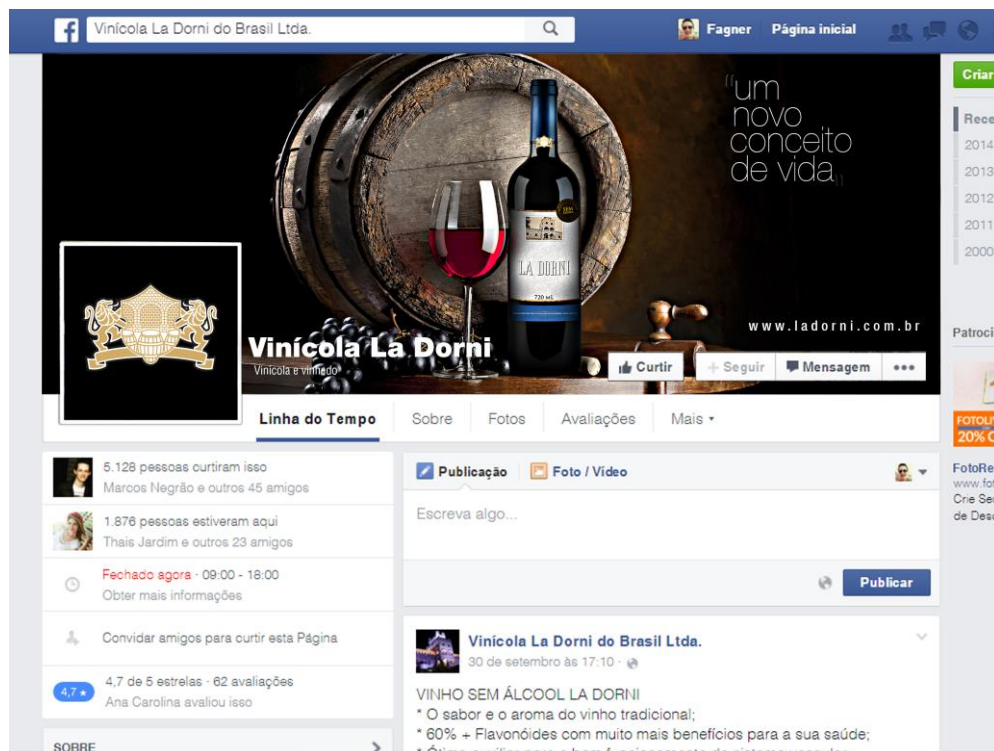 Vinícola La Dorni do Brasil Ltda.
Fagner
Página inicial
"um
novo
conceito
de vida"
SEM
LA DORNI
720 ML
www.ladorni.com.br
Vinícola La Dorni
Vinícola e vinhedo
Curtir
+ Seguir
Mensagem
Linha do Tempo
Sobre
Fotos
Avaliações
Mais
5.128 pessoas curtiram isso
Marcos Negrão e outros 45 amigos
1.876 pessoas estiveram aqui
Thais Jardim e outros 23 amigos
Fechado agora · 09:00 - 18:00
Obter mais informações
Convidar amigos para curtir esta Página
4,7 ★
4,7 de 5 estrelas · 62 avaliações
Ana Carolina avaliou isso
SOBRE
Publicação
Foto / Vídeo
Escreva algo...
Publicar
Vinícola La Dorni do Brasil Ltda.
30 de setembro às 17:10 ·
VINHO SEM ÁLCOOL LA DORNI
* O sabor e o aroma do vinho tradicional;
* 60% + Flavonóides com muito mais benefícios para a sua saúde;
Criar
Rece
2014
2013
2012
2011
2000
Patroci
FOTOLI
20% 
FotoRe
www.fot
Crie Se
de Desc